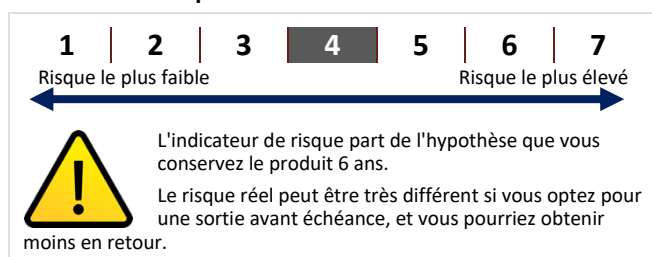 1 2 3 4 5 6 7
Risque le plus faible Risque le plus élevé
L'indicateur de risque part de l'hypothèse que vous
conservez le produit 6 ans.
Le risque réel peut être très différent si vous optez pour
une sortie avant échéance, et vous pourriez obtenir
moins en retour.